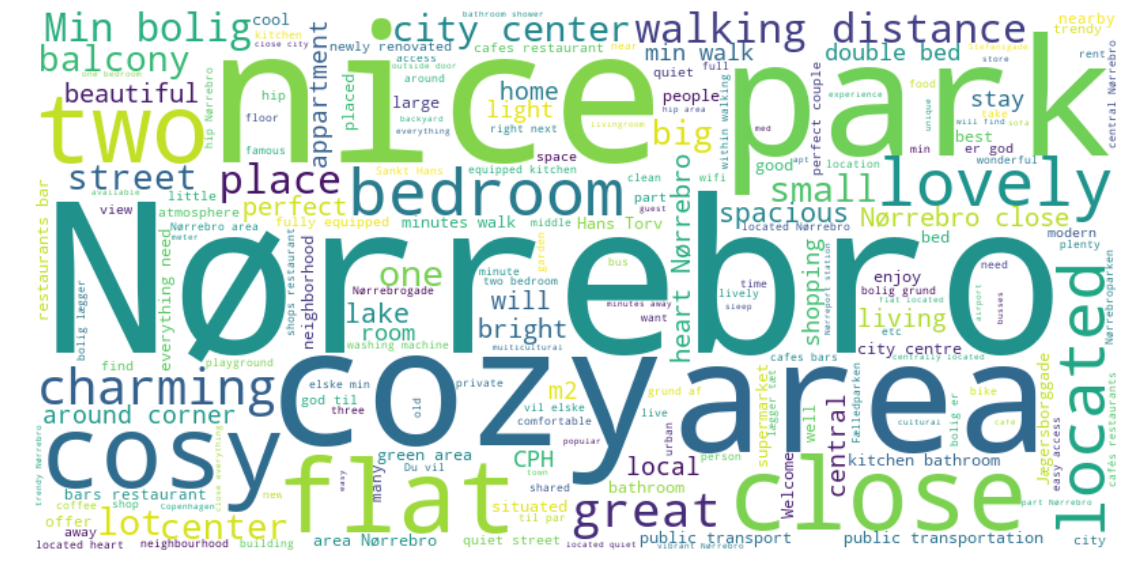 Min bolig
cool
kitchen
close city
bathroom shower
city center
cafes restaurant
near
walking distance
nearby
trendy
Stefansgade
store
rent
balcony
one bedroom
newly renovated
access
outside door
around
min walk
double bed
nice park
beautiful
two
hip Nørrebro
hip
floor
famous
appartment
placed
quiet
full
large
backyard
everything
home
light
right next
livingroom
hip area
people
big
within walking
perfect couple
experience
food
unique
will find
sofa
take
stay
best
central Nørrebro
street
place
Sankt Hans
space
equipped kitchen
med
good
apt
min
location
er god
wonderful
lovely
restaurants bar
available
view
little
atmosphere
perfect
bedroom
clean
wifi
part
guest
small
spacious
Nørrebro close
Nørrebro area
meter
fully equipped
minutes walk
middle
Hans Torv
located Nørrebro
bed
modern
plenty
Nørrebro
bolig lægger
everything need
shops restaurant
neighborhood
one
Nørrebrogade
minute
two bedroom
garden
bus
minutes away
want
heart Nørrebro
time
lively
sleep
shopping
Nørreport station
enjoy
bolig grund
flat located
need
airport
busses
Nørrebroparken
located
lake
room
will
bright
living
etc
city centre
centrally located
find
playground
washing machine
multicultural
cafes bars
charming
cozy
area
elske min
god til
three
old
private
m2
vil elske
comfortable
grund af
lægger tæt
live
supermarket
well
central
Fælledparken
bike
cultural
cafe
bolig er
Jægersborggade
easy access
cafés restaurants
around corner
cosy
trendy Nørrebro
bars restaurant
coffee
shop
Copenhagen
close everything
new
flat
easy
many
green area
Du vil
CPH
town
shared
popular
urban
local
person
Welcome
kitchen bathroom
close
part Nørrebro
offer
away
lot
center
situated
til par
great
bathroom
located heart
neighbourhood
building
area Nørrebro
quiet street
located quiet
public transport
vibrant Nørrebro
public transportation
city